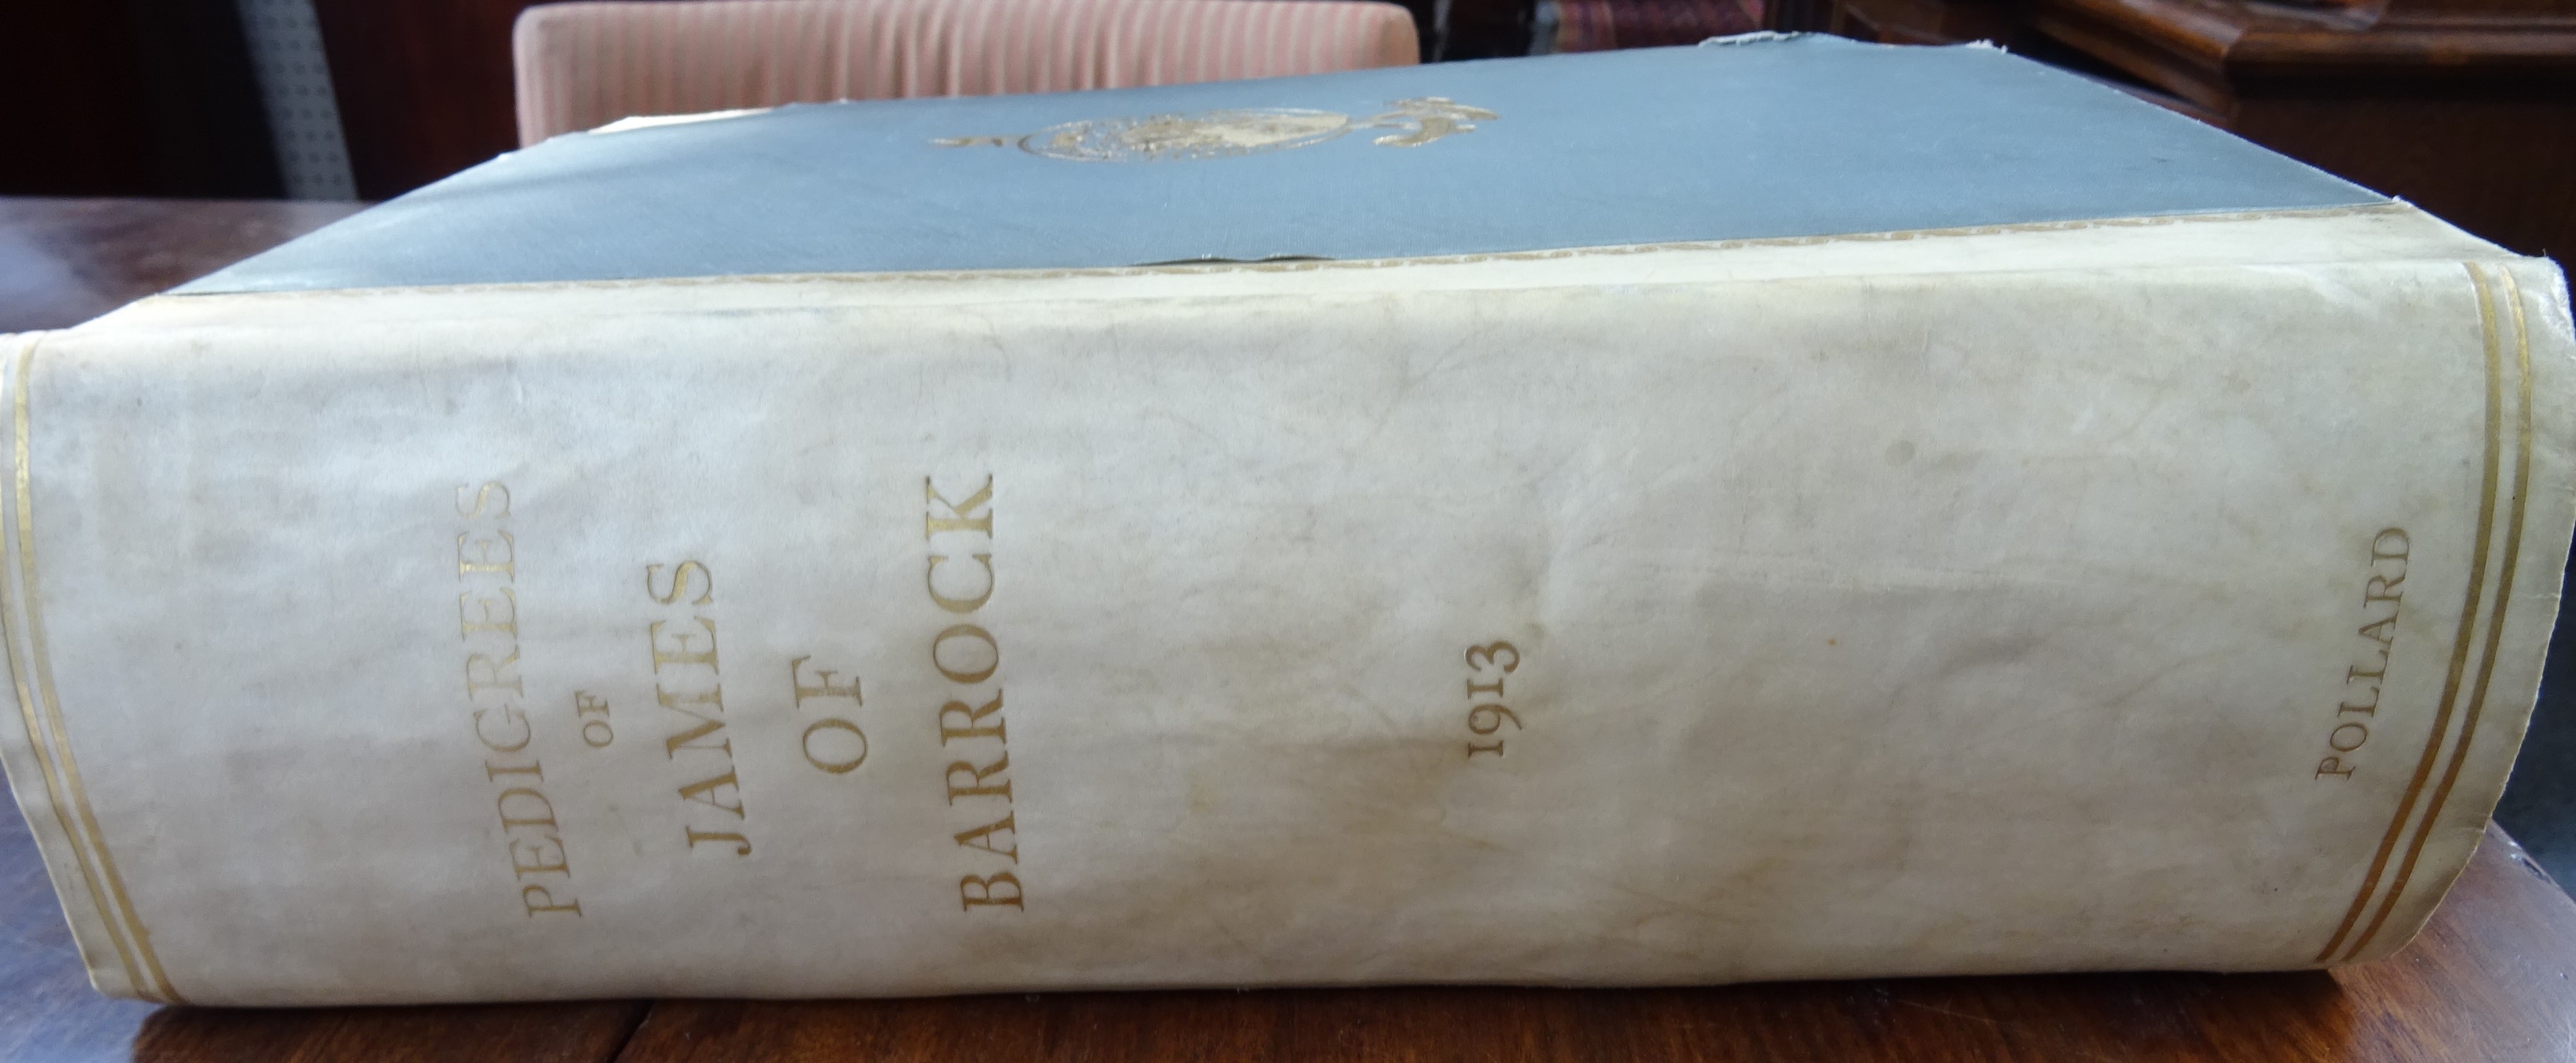 PEDIGREES
OF
JAMES
OF
BARROCK
1913
POLLARD